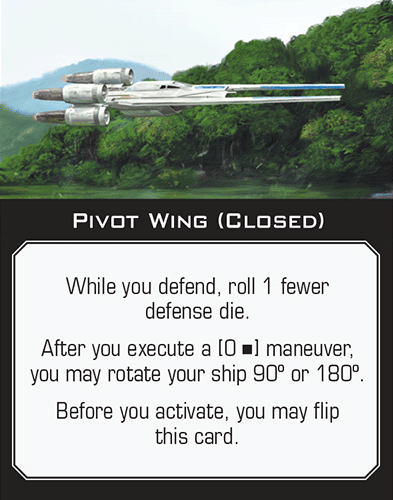 Pivot Wing (Closed)
While you defend, roll 1 fewer
defense die.
After you execute a [0 ■] maneuver,
you may rotate your ship 90º or 180º.
Before you activate, you may flip
this card.